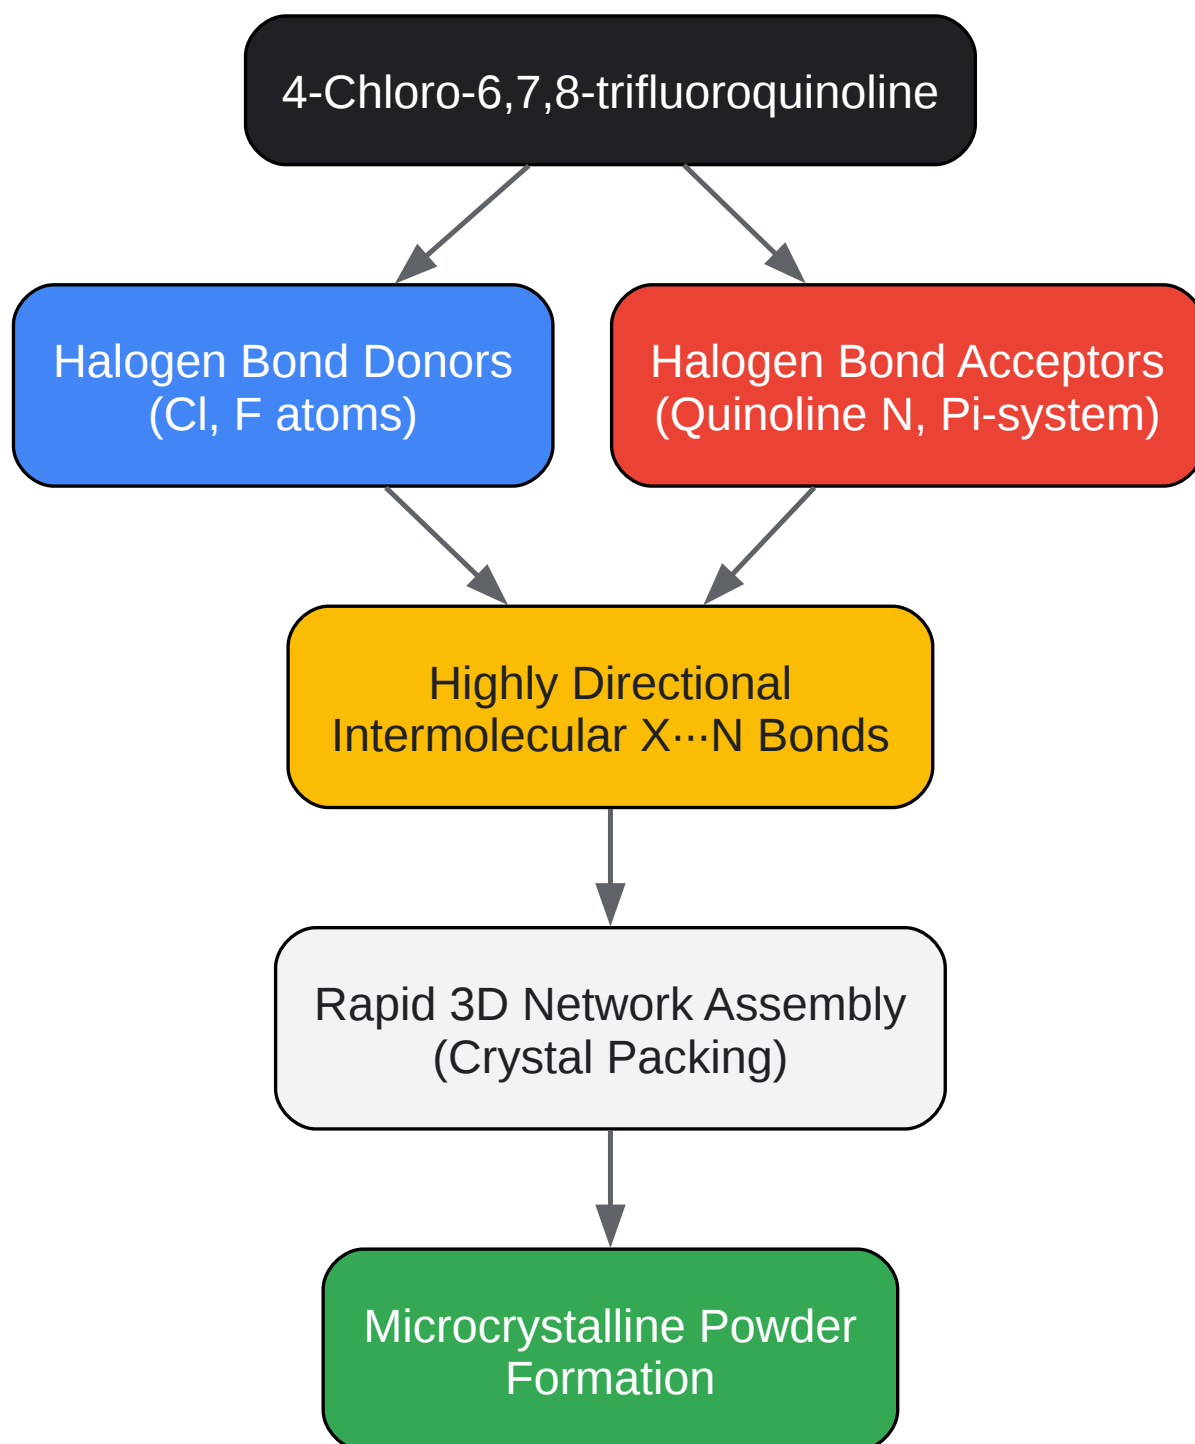 4-Chloro-6,7,8-trifluoroquinoline
Halogen Bond Donors
(Cl, F atoms)
Halogen Bond Acceptors
(Quinoline N, Pi-system)
Highly Directional
Intermolecular X···N Bonds
Rapid 3D Network Assembly
(Crystal Packing)
Microcrystalline Powder
Formation